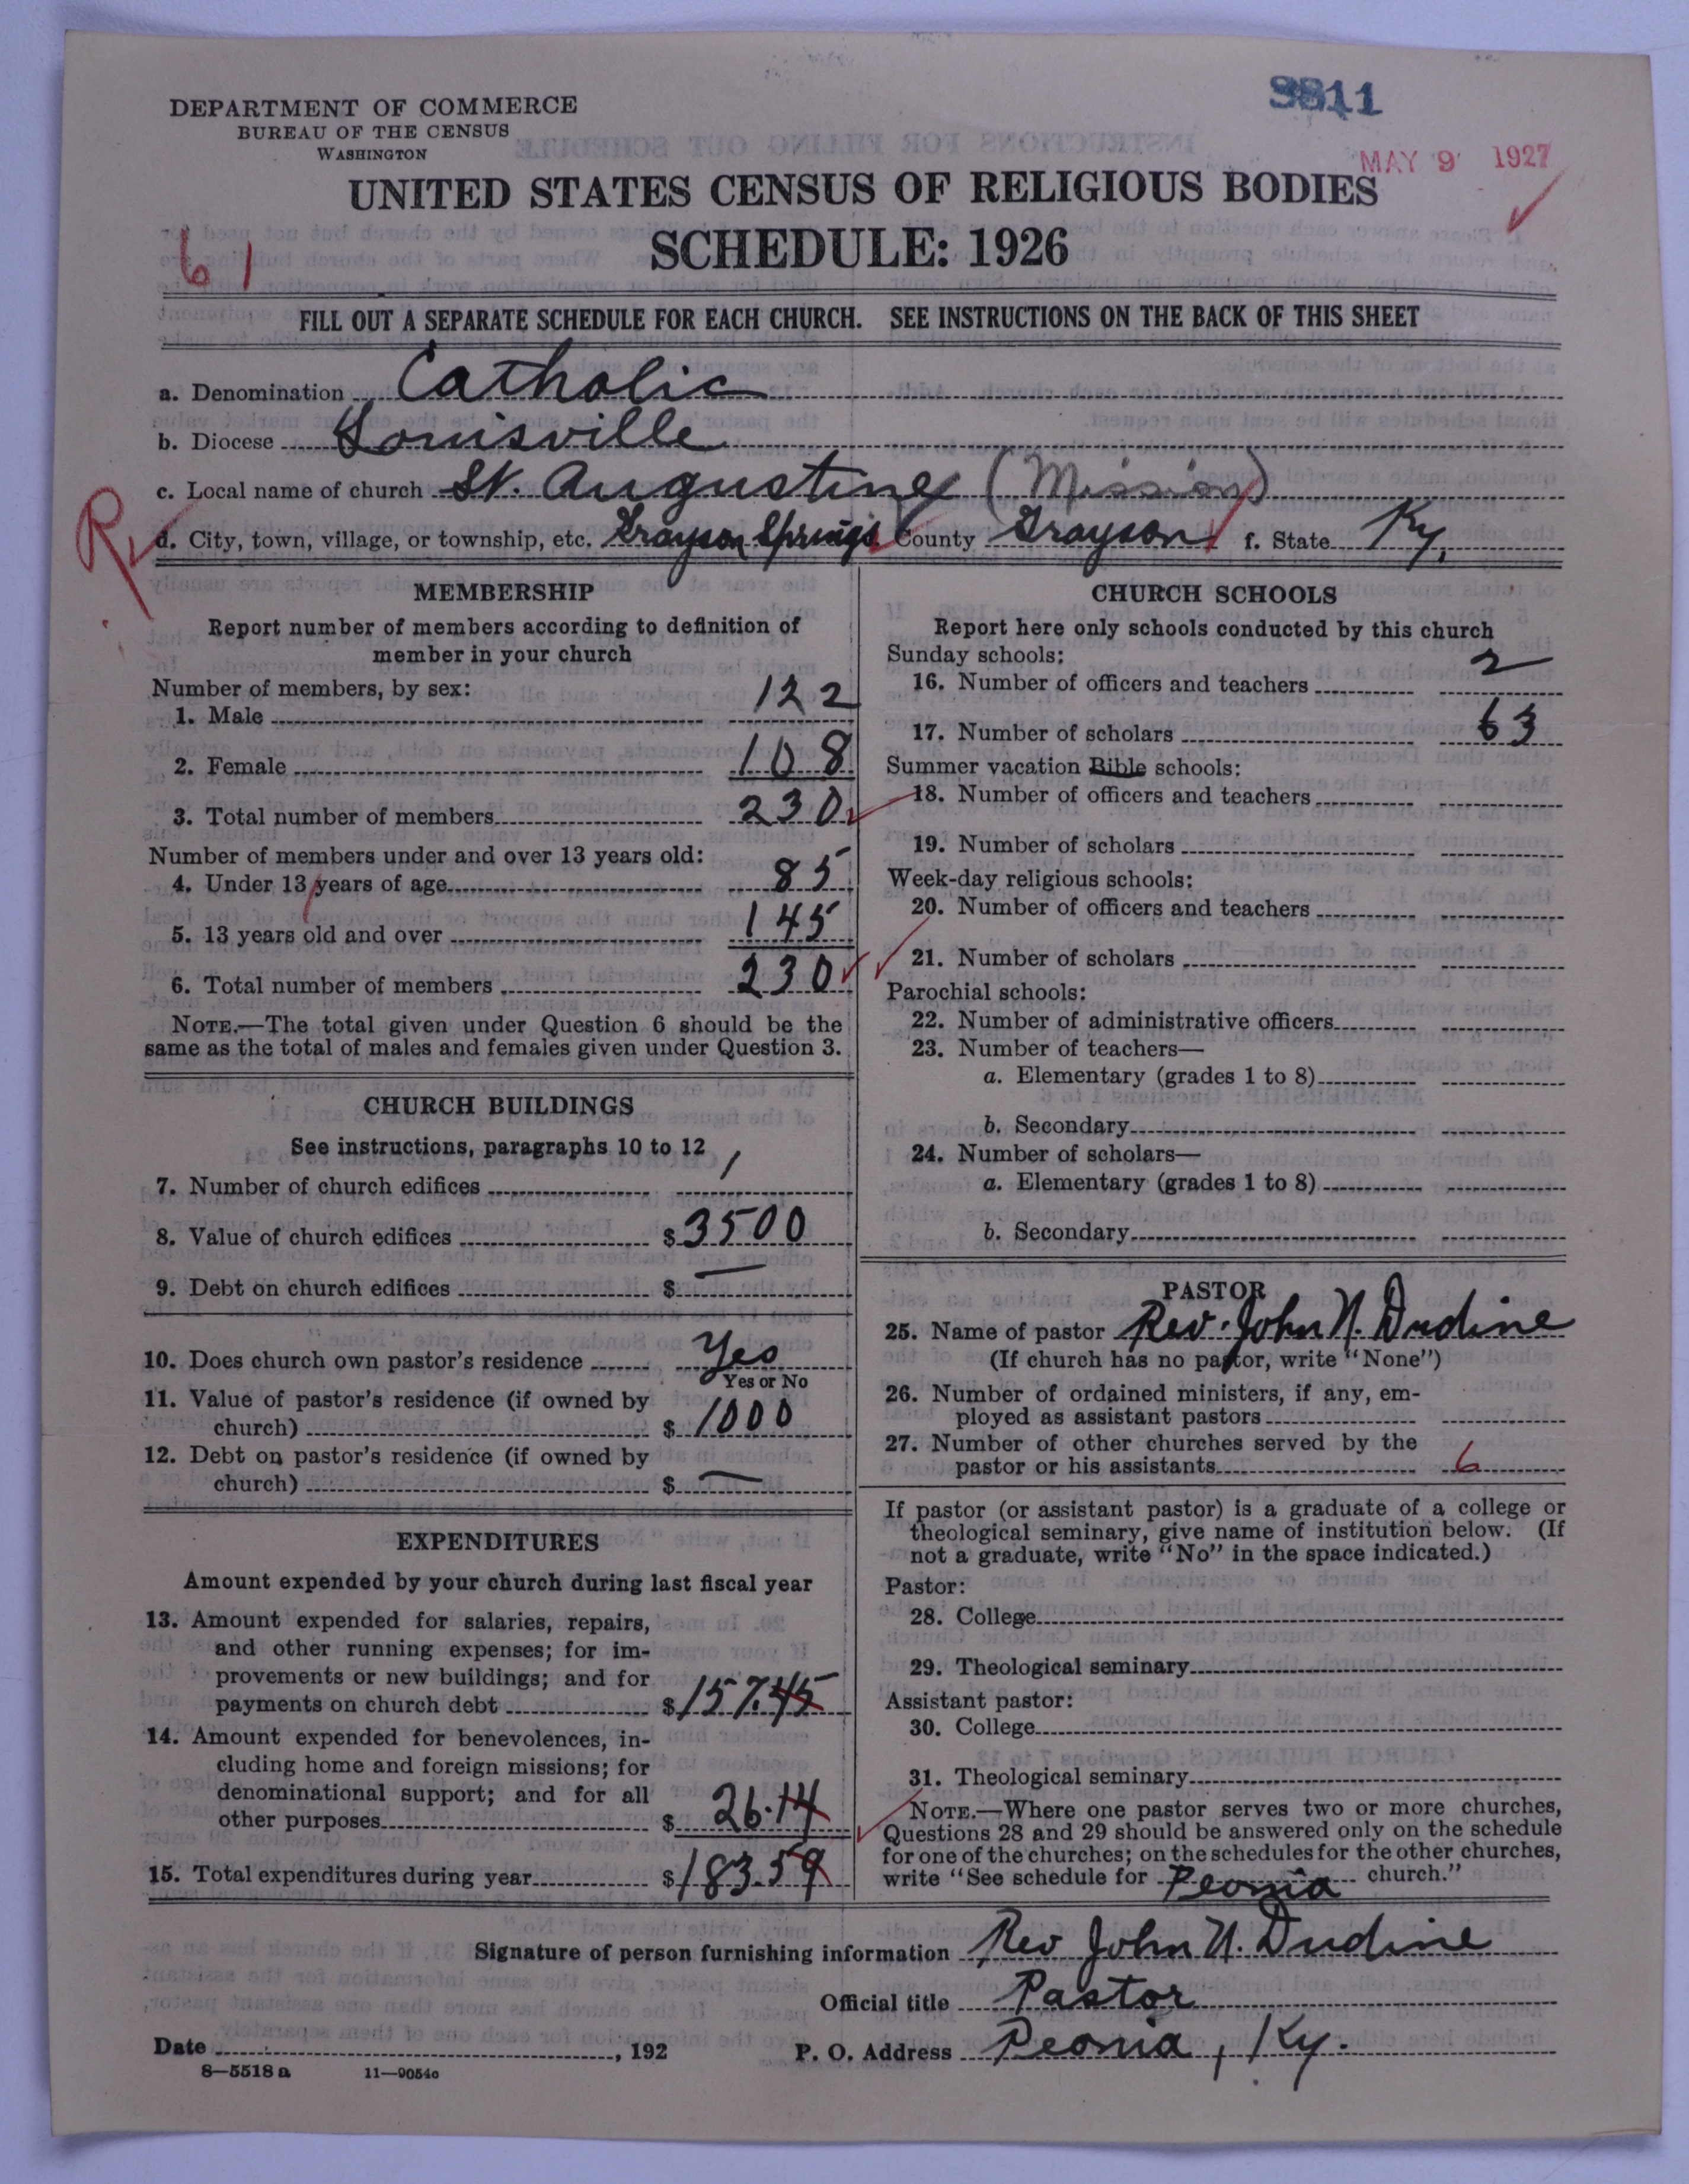 DEPARTMENT OF COMMERCE
BUREAU OF THE CENSUS
WASHINGTON
9811
MAY 9 1927
UNITED STATES CENSUS OF RELIGIOUS BODIES
SCHEDULE: 1926
61
FILL OUT A SEPARATE SCHEDULE FOR EACH CHURCH. SEE INSTRUCTIONS ON THE BACK OF THIS SHEET
a. Denomination Catholic
b. Diocese Louisville
c. Local name of church St. Augustine (Mission)
R
d. City, town, village, or township, etc. Grayson Springs County Grayson f. State Ky.
MEMBERSHIP
Report number of members according to definition of
member in your church
Number of members, by sex:
1. Male 122
2. Female 108
3. Total number of members 230
Number of members under and over 13 years old:
4. Under 13 years of age 85
5. 13 years old and over 145
6. Total number of members 230
NOTE.—The total given under Question 6 should be the
same as the total of males and females given under Question 3.
CHURCH BUILDINGS
See instructions, paragraphs 10 to 12
7. Number of church edifices 1
8. Value of church edifices $3500
9. Debt on church edifices $ —
10. Does church own pastor's residence Yes
Yes or No
11. Value of pastor's residence (if owned by
church) $ 1000
12. Debt on pastor's residence (if owned by
church) $ —
EXPENDITURES
Amount expended by your church during last fiscal year
13. Amount expended for salaries, repairs,
and other running expenses; for im-
provements or new buildings; and for
payments on church debt $157.45
14. Amount expended for benevolences, in-
cluding home and foreign missions; for
denominational support; and for all
other purposes $ 26.14
15. Total expenditures during year $183.59
CHURCH SCHOOLS
Report here only schools conducted by this church
Sunday schools:
16. Number of officers and teachers 2
17. Number of scholars 63
Summer vacation Bible schools:
18. Number of officers and teachers
19. Number of scholars
Week-day religious schools:
20. Number of officers and teachers
21. Number of scholars
Parochial schools:
22. Number of administrative officers
23. Number of teachers—
a. Elementary (grades 1 to 8)
b. Secondary
24. Number of scholars—
a. Elementary (grades 1 to 8)
b. Secondary
PASTOR
25. Name of pastor Rev. John N. Dudine
(If church has no pastor, write "None")
26. Number of ordained ministers, if any, em-
ployed as assistant pastors
27. Number of other churches served by the
pastor or his assistants 6
If pastor (or assistant pastor) is a graduate of a college or
theological seminary, give name of institution below. (If
not a graduate, write "No" in the space indicated.)
Pastor:
28. College
29. Theological seminary
Assistant pastor:
30. College
31. Theological seminary
NOTE.—Where one pastor serves two or more churches,
Questions 28 and 29 should be answered only on the schedule
for one of the churches; on the schedules for the other churches,
write "See schedule for Peonia church."
Signature of person furnishing information Rev John N. Dudine
Official title Pastor
Date , 192
P. O. Address Peonia, Ky.
8—5518 a 11—9054c